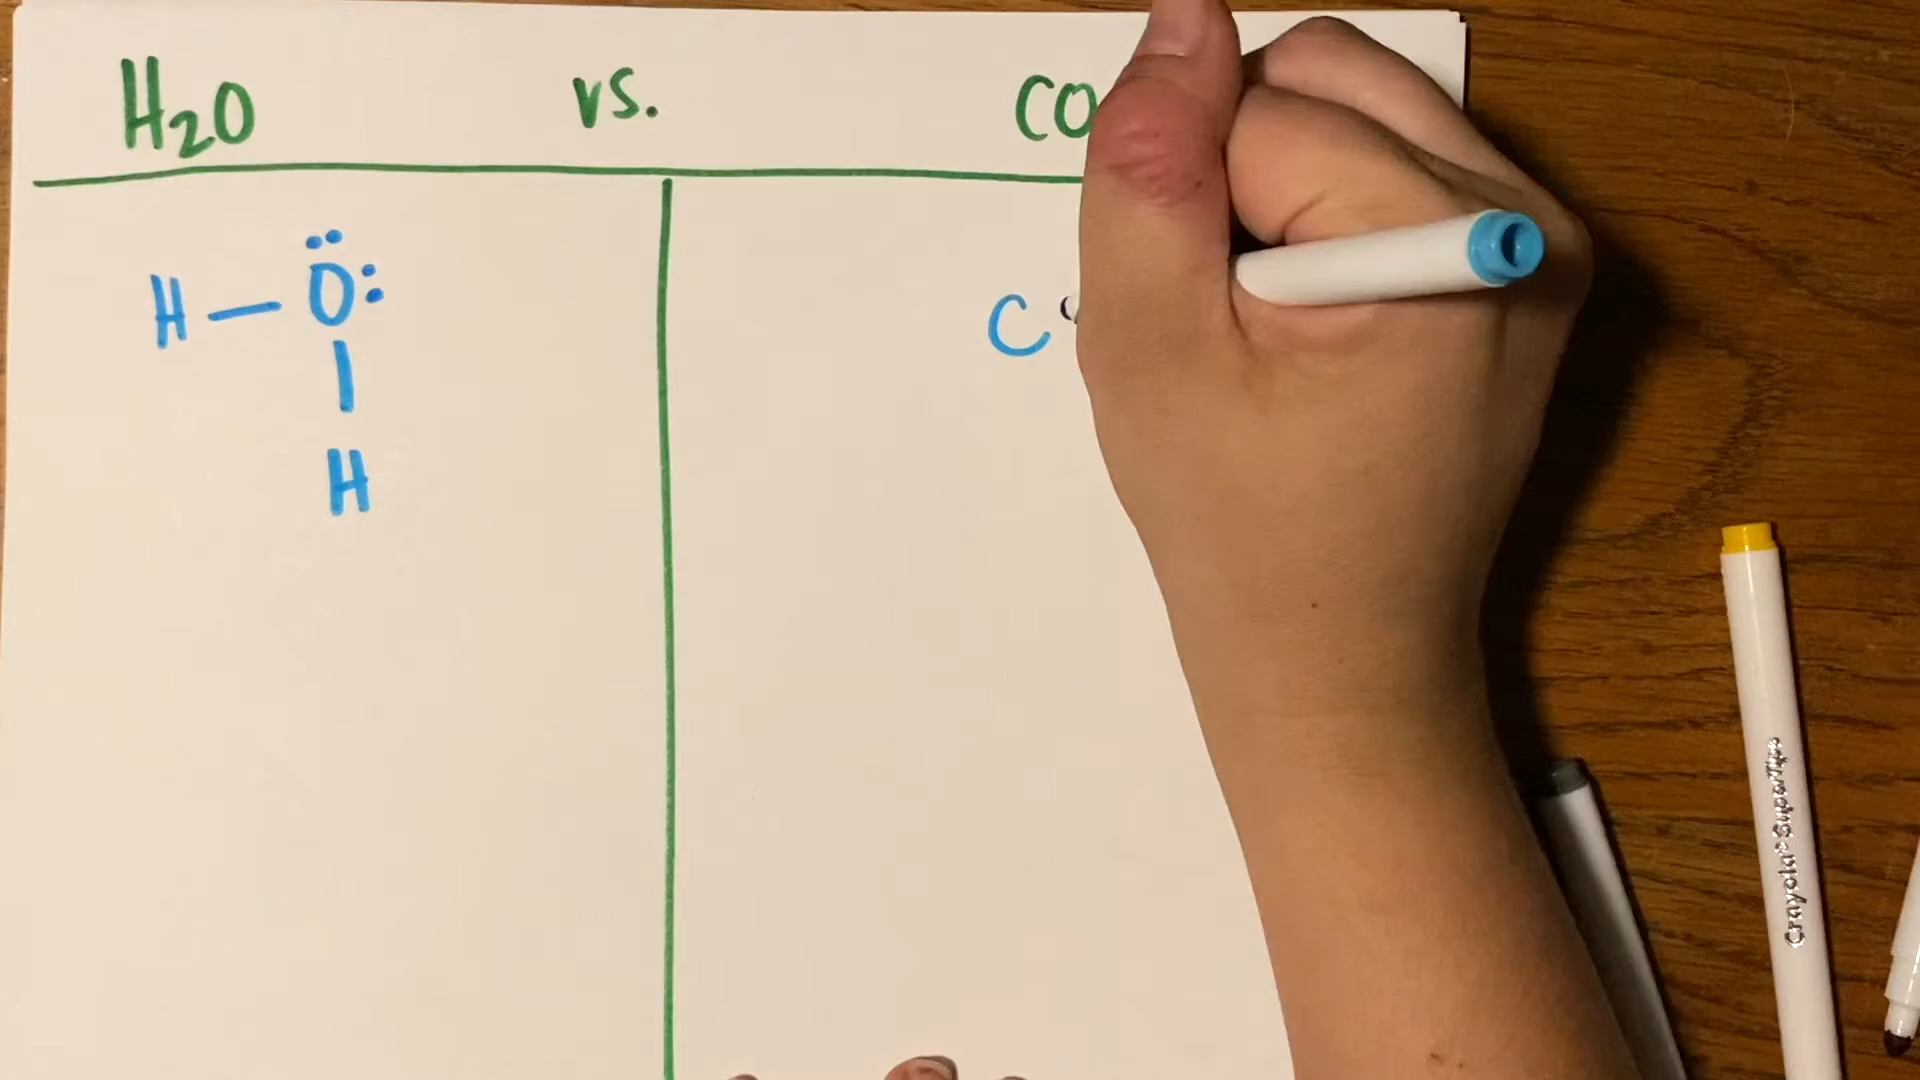 H₂O vs. CO
H — O
H
C
Crayola® SuperTips